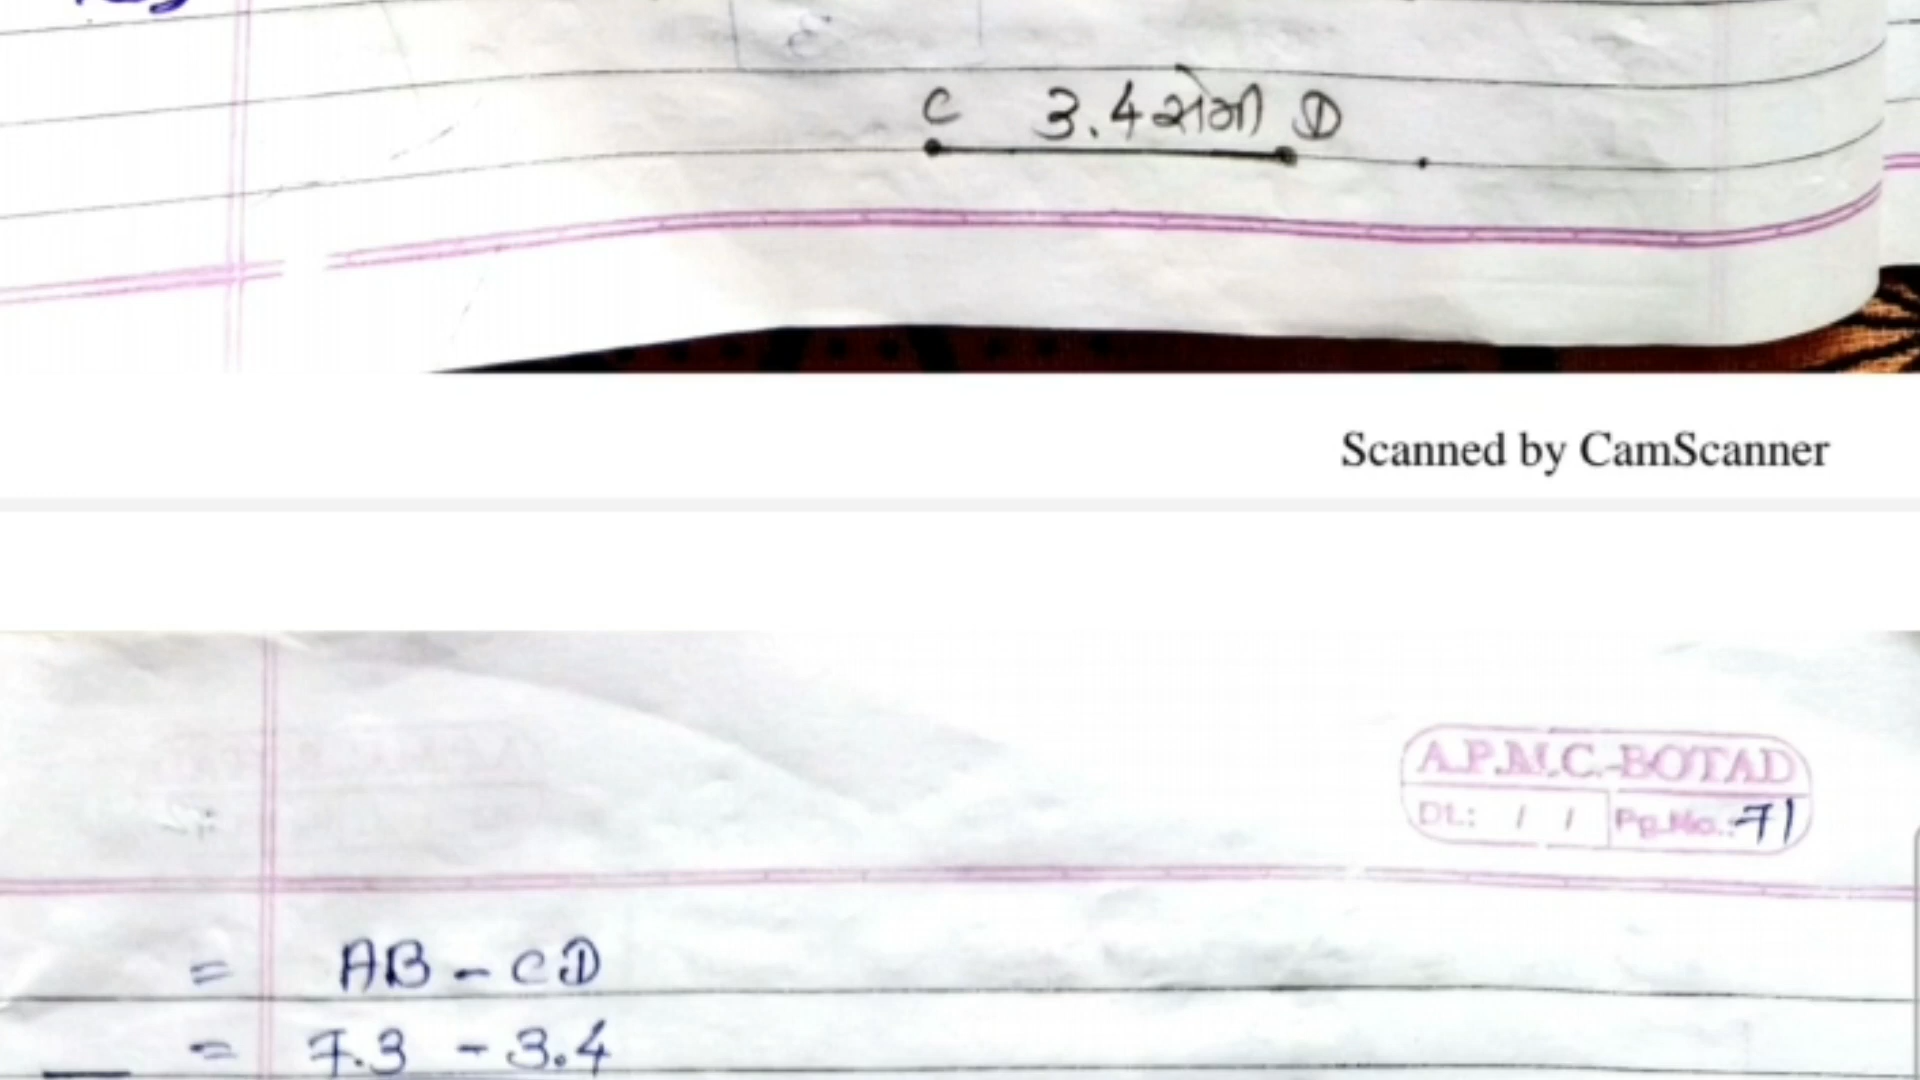 C 3.4 સેમી D
Scanned by CamScanner
A.P.M.C.-BOTAD
Dt.: / / Pg.No.: 71
= AB - CD
= 7.3 - 3.4